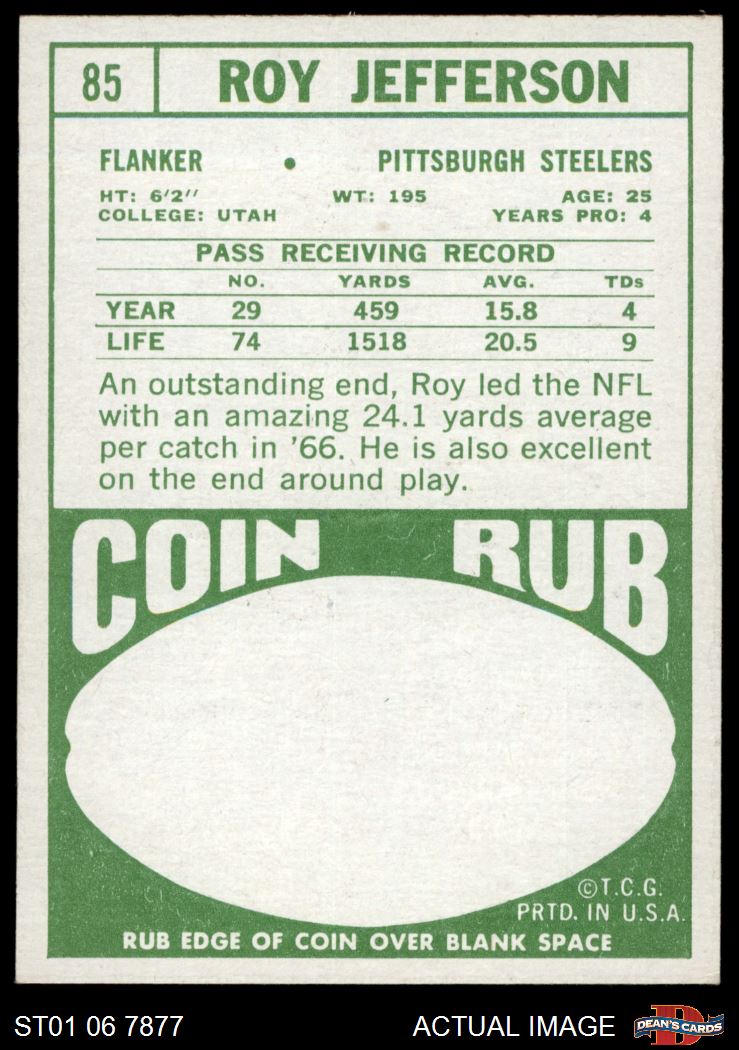 85 ROY JEFFERSON
FLANKER • PITTSBURGH STEELERS
HT: 6'2" WT: 195 AGE: 25
COLLEGE: UTAH YEARS PRO: 4
PASS RECEIVING RECORD
NO. YARDS AVG. TDs
YEAR 29 459 15.8 4
LIFE 74 1518 20.5 9
An outstanding end, Roy led the NFL
with an amazing 24.1 yards average
per catch in '66. He is also excellent
on the end around play.
COIN RUB
©T.C.G.
PRTD. IN U.S.A.
RUB EDGE OF COIN OVER BLANK SPACE
ST01 06 7877 ACTUAL IMAGE DEAN'S CARDS